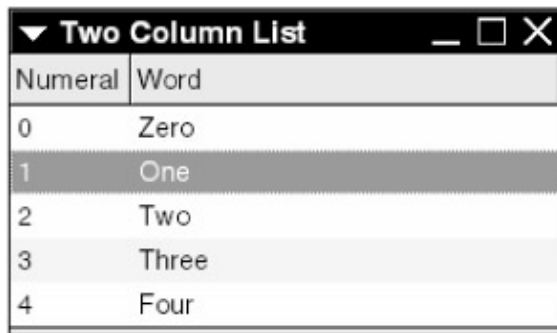 Two Column List
Numeral Word
0 Zero
1 One
2 Two
3 Three
4 Four